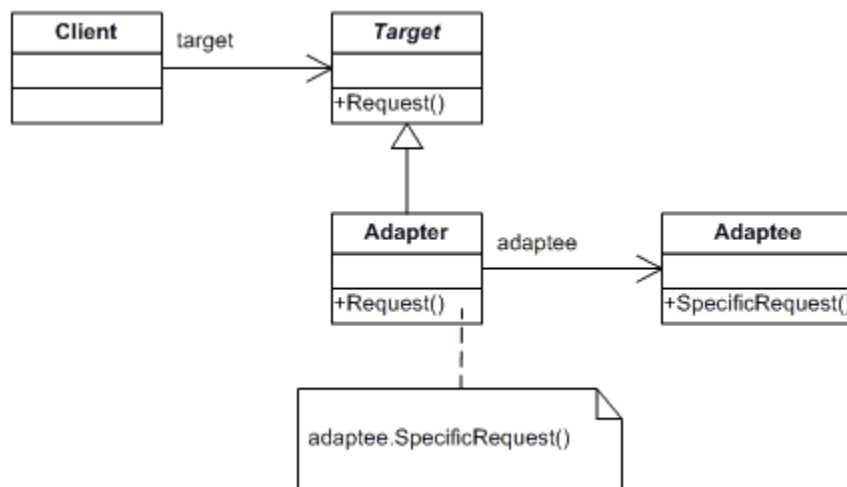 Client
target
Target
+Request()
Adapter
adaptee
Adaptee
+Request()
+SpecificRequest()
adaptee.SpecificRequest()